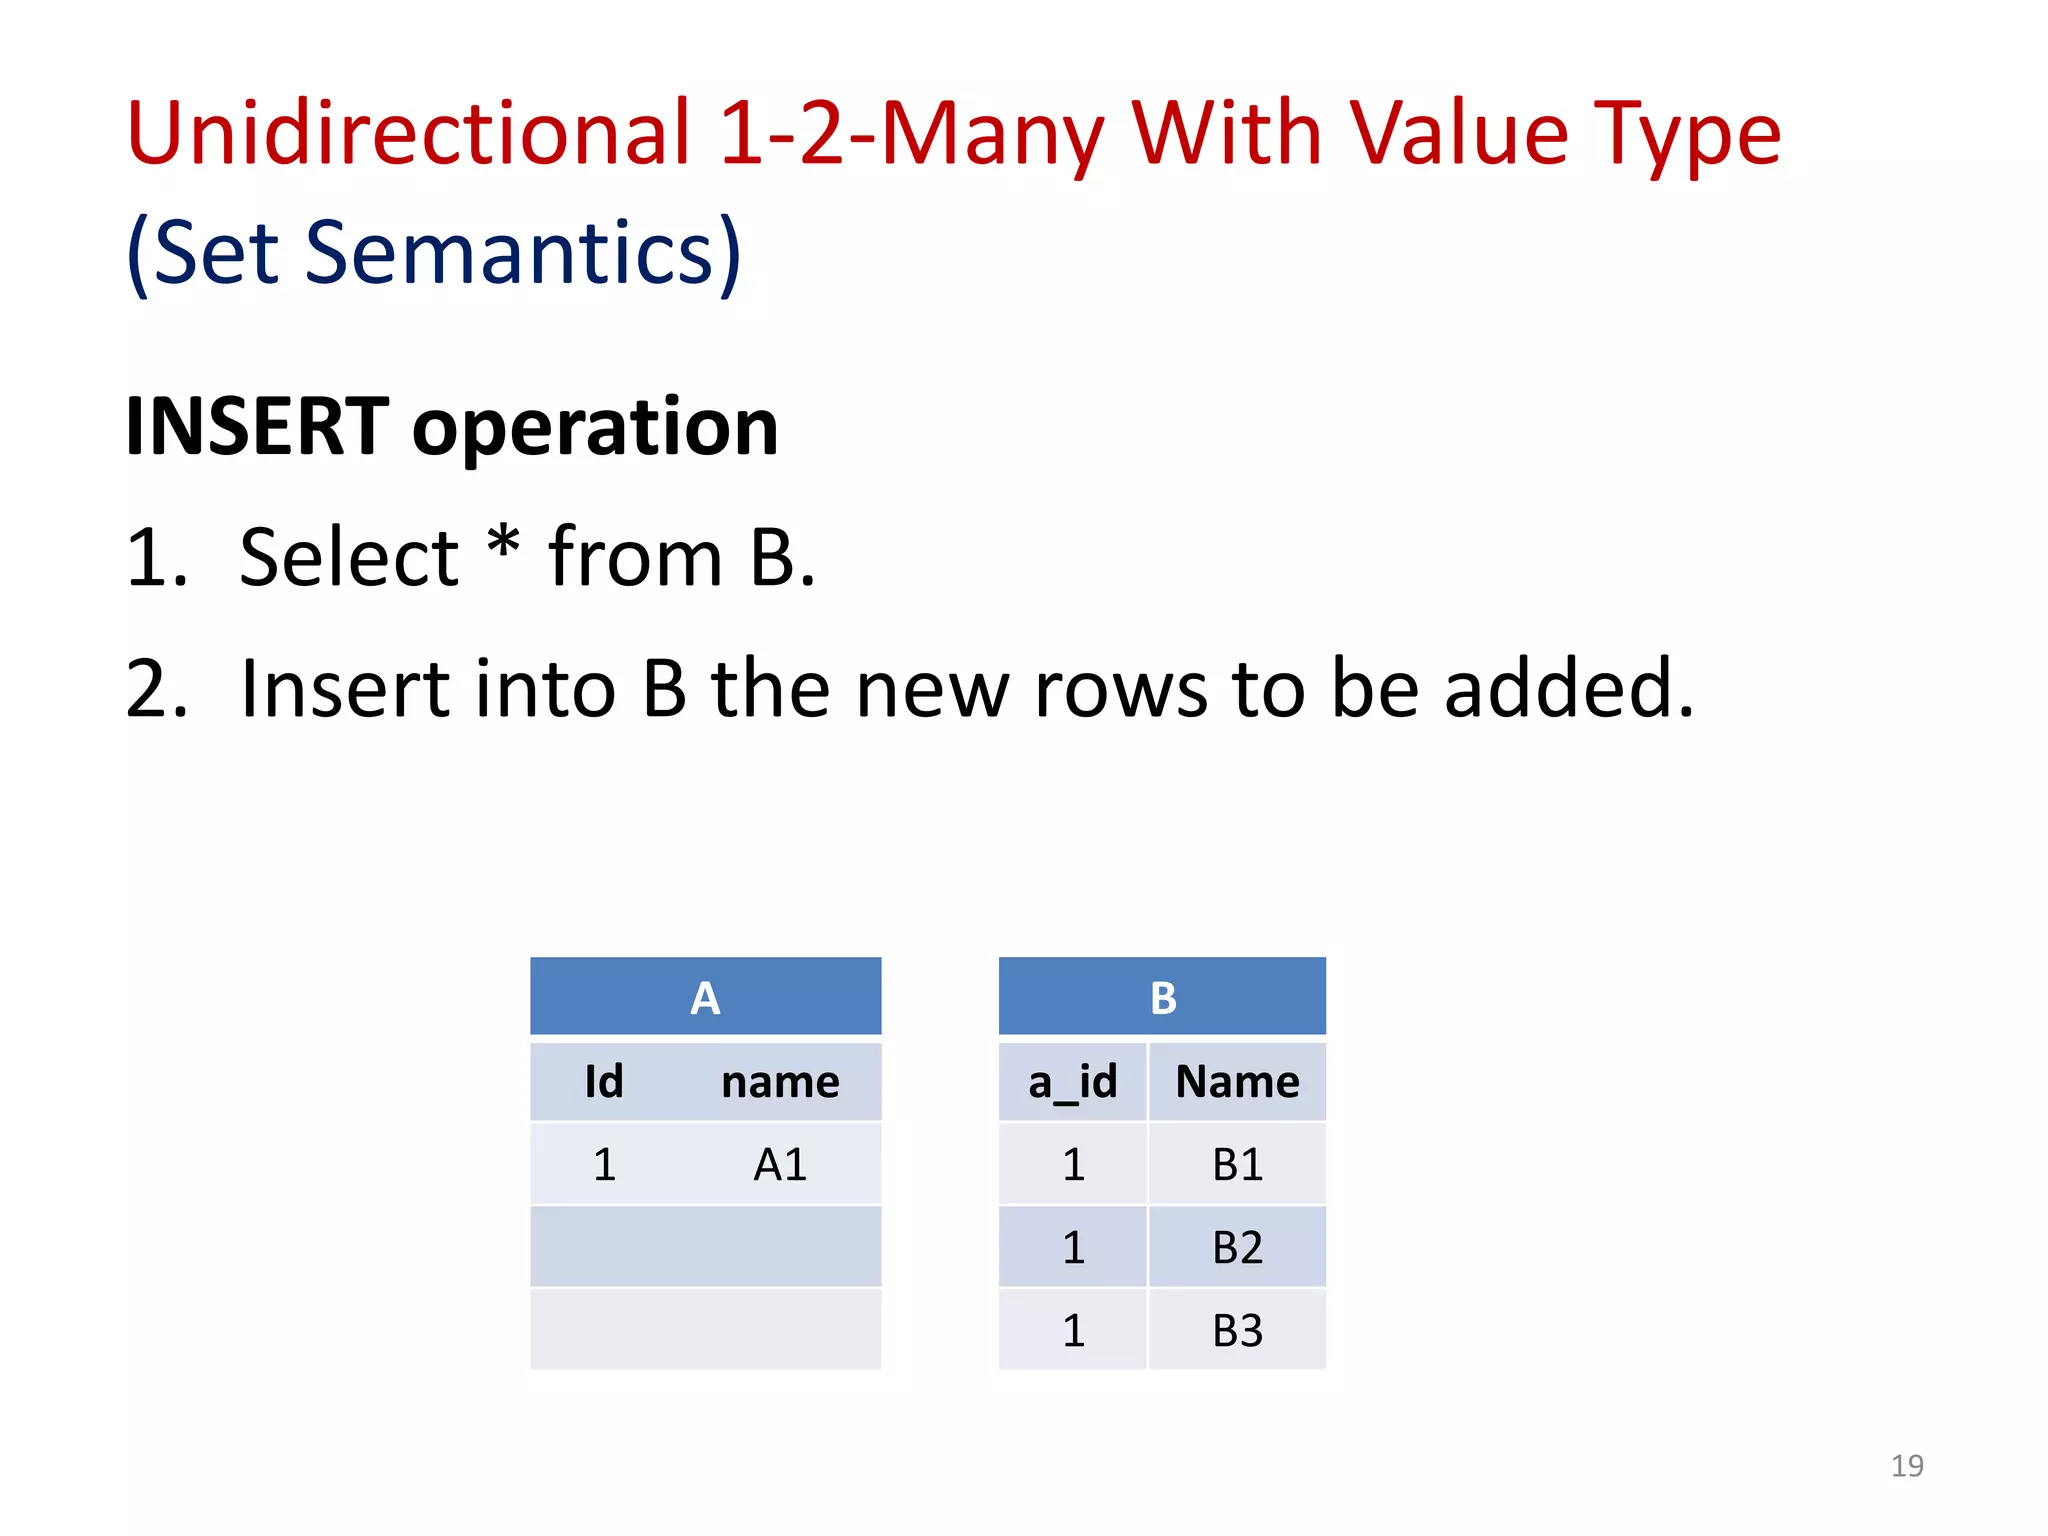 Unidirectional 1-2-Many With Value Type
(Set Semantics)
INSERT operation
1. Select * from B.
2. Insert into B the new rows to be added.
A
Id name
1 A1
B
a_id Name
1 B1
1 B2
1 B3
19